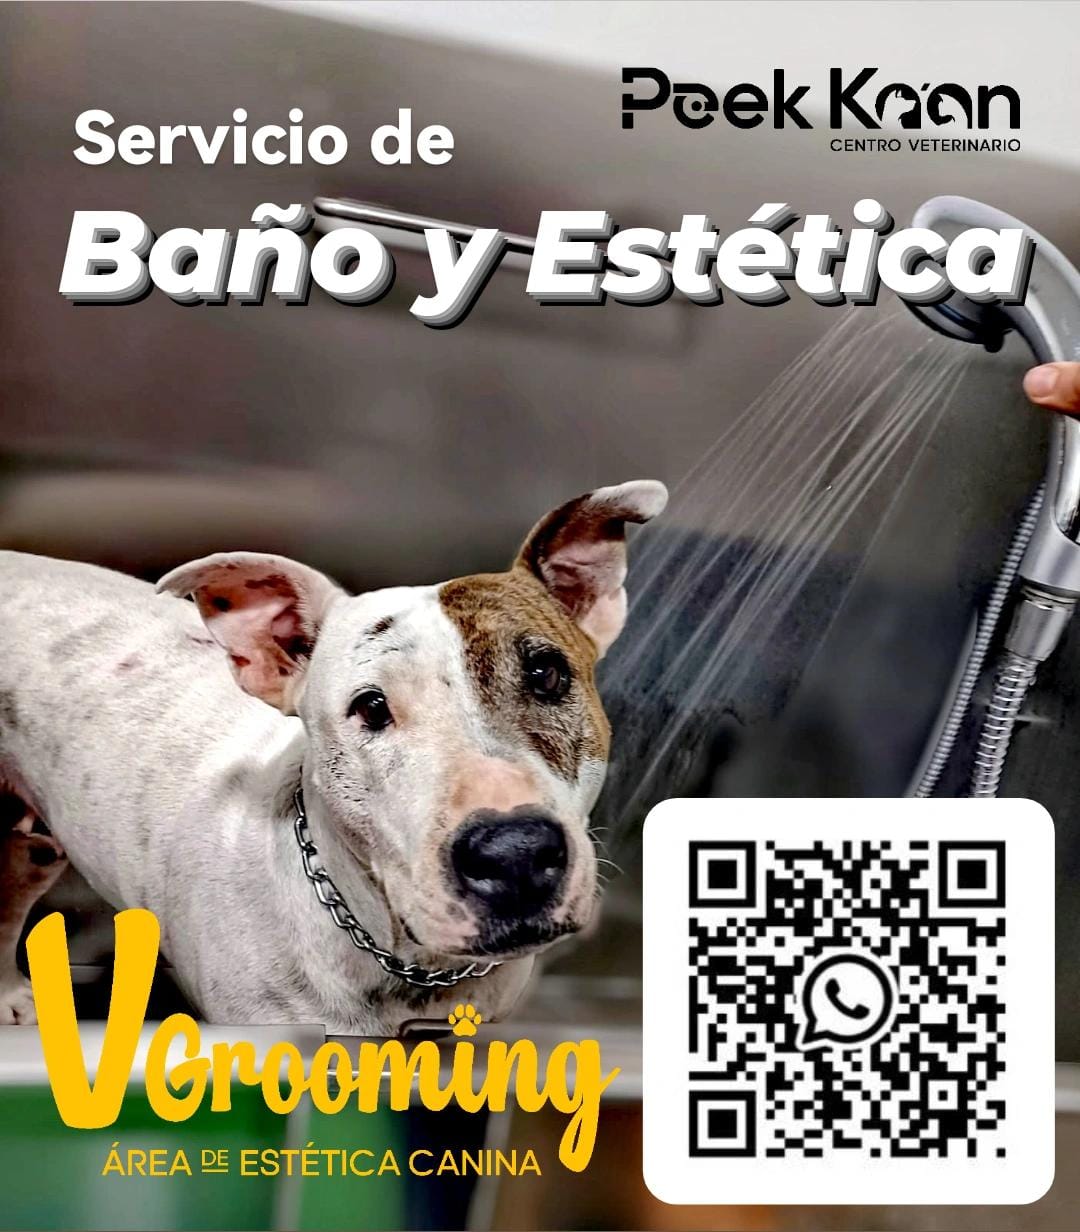 Peek Kaan
CENTRO VETERINARIO
Servicio de
Baño y Estética
VGrooming
ÁREA DE ESTÉTICA CANINA